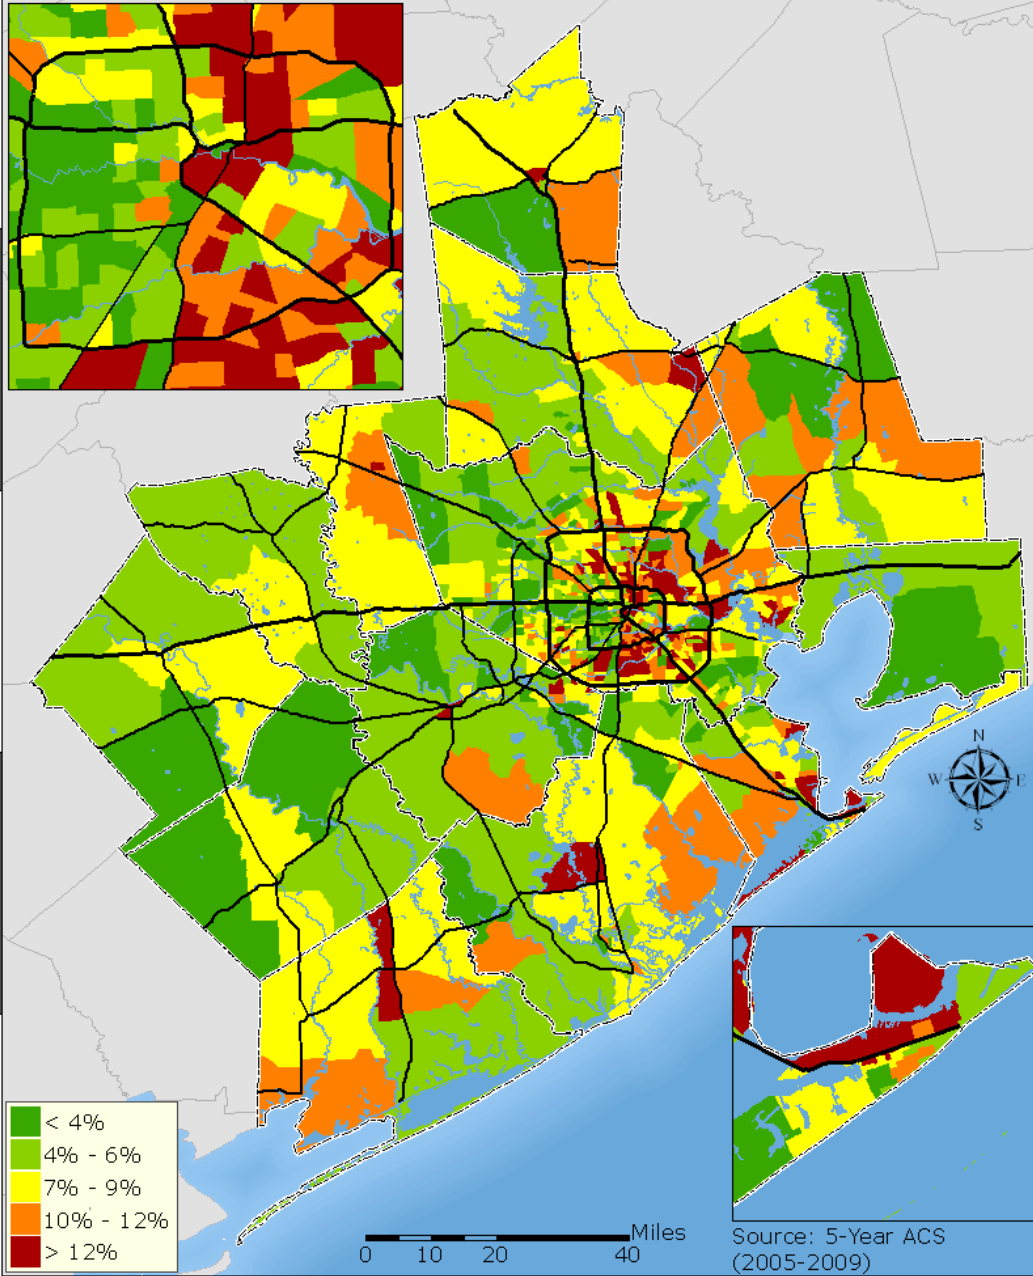 N
W E
S
< 4%
4% - 6%
7% - 9%
10% - 12%
> 12%
Miles
0 10 20 40
Source: 5-Year ACS
(2005-2009)